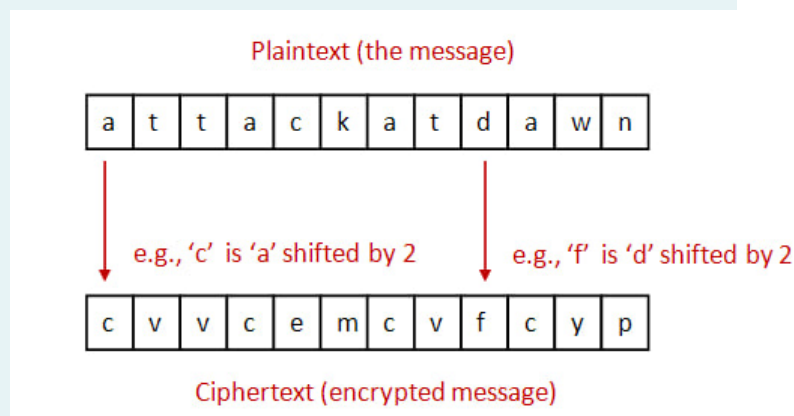 Plaintext (the message)
a t t a c k a t d a w n
e.g., ‘c’ is ‘a’ shifted by 2
e.g., ‘f’ is ‘d’ shifted by 2
c v v c e m c v f c y p
Ciphertext (encrypted message)